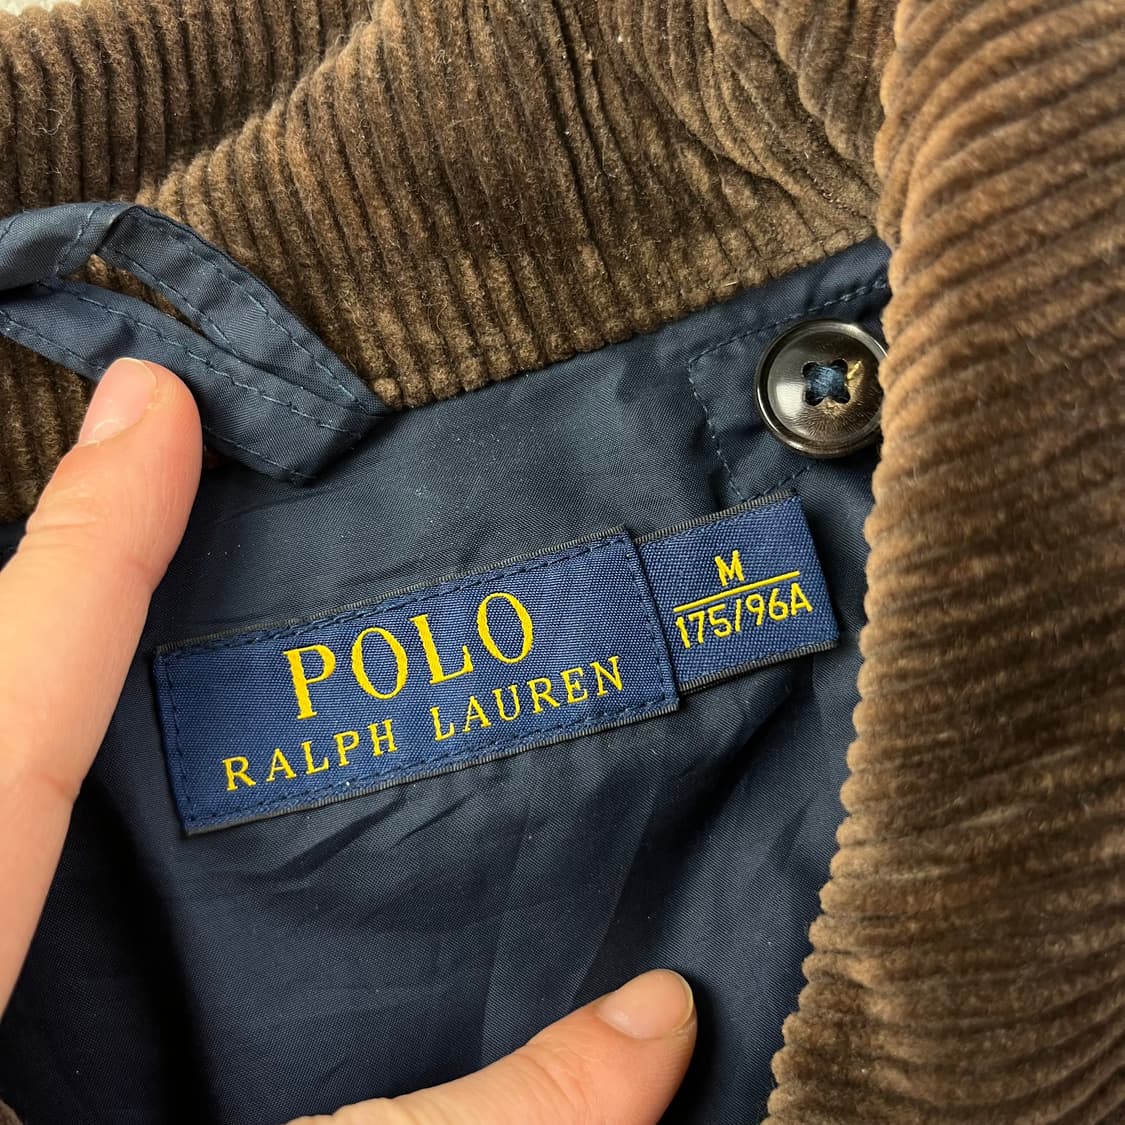 POLO
RALPH LAUREN
M
175/96A